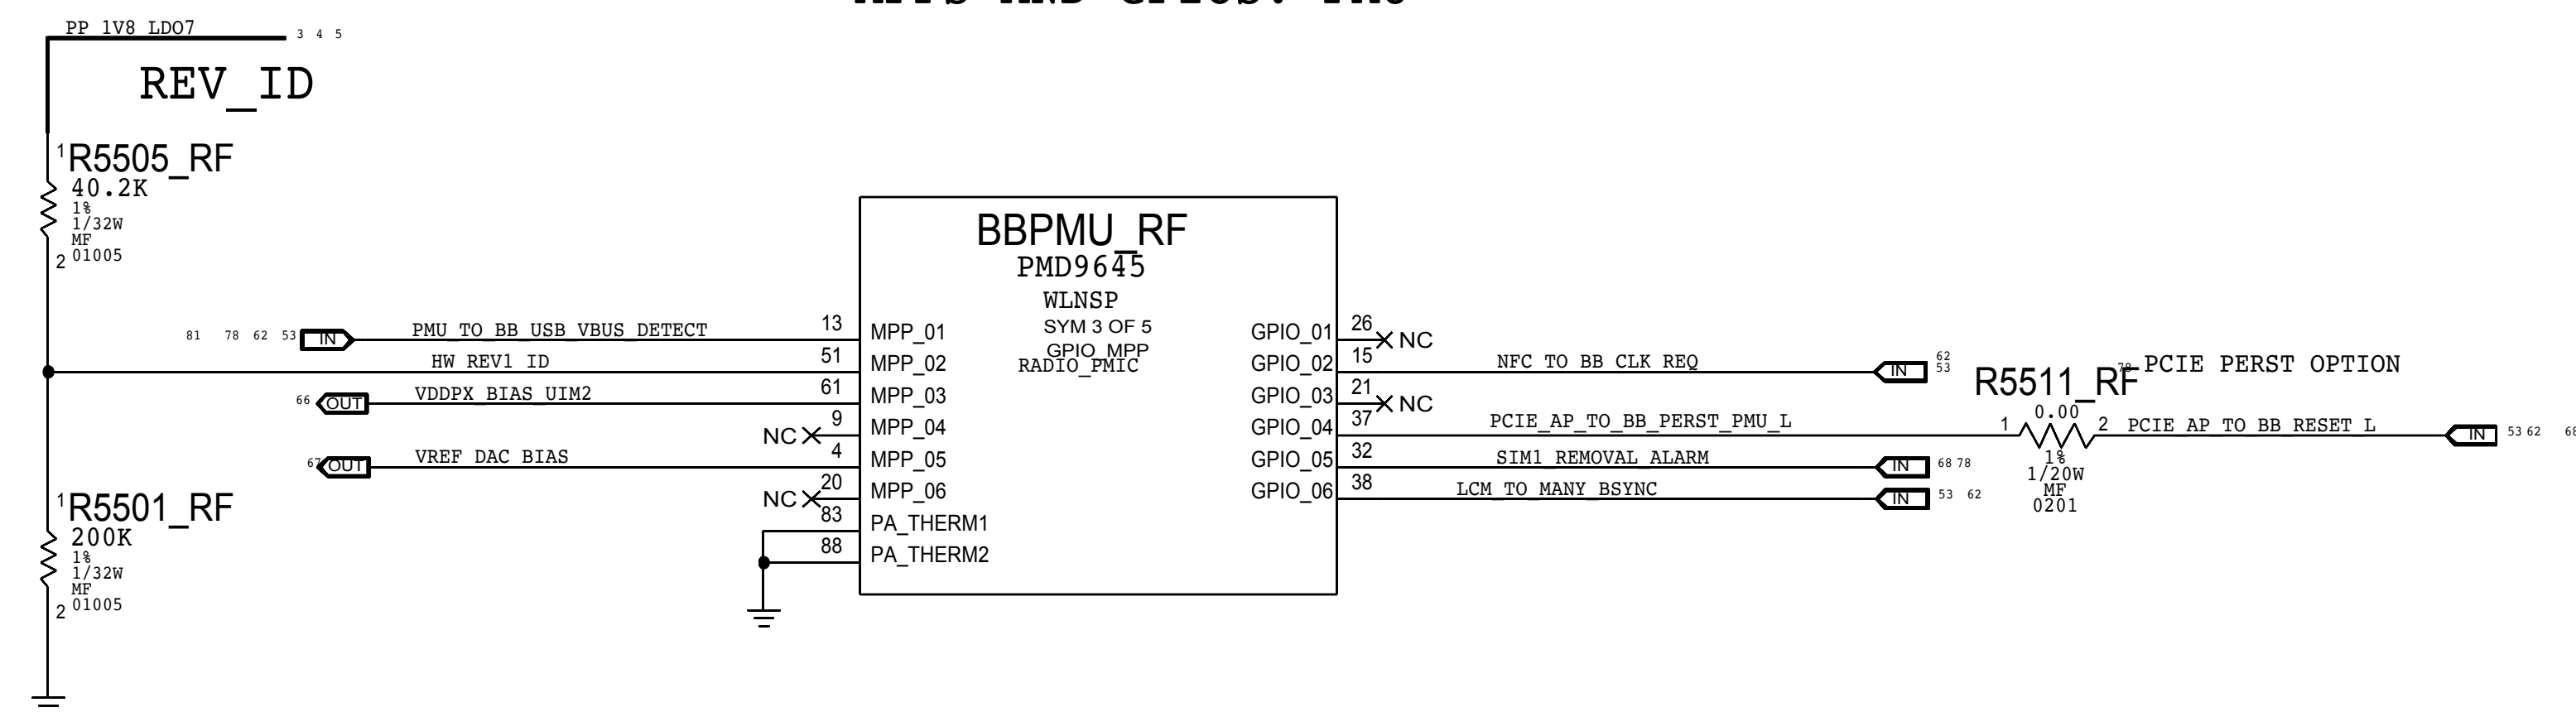 PP_1V8_LDO7
3 4 5
REV_ID
1
R5505_RF
40.2K
1%
1/32W
MF
01005
2
81 78 62 53
IN
PMU_TO_BB_USB_VBUS_DETECT
13
HW_REV1_ID
51
66
OUT
VDDPX_BIAS_UIM2
61
NC
9
67
OUT
VREF_DAC_BIAS
4
NC
20
83
88
1
R5501_RF
200K
1%
1/32W
MF
01005
2
BBPMU_RF
PMD9645
WLNSP
SYM 3 OF 5
GPIO_MPP
RADIO_PMIC
MPP_01
MPP_02
MPP_03
MPP_04
MPP_05
MPP_06
PA_THERM1
PA_THERM2
GPIO_01
GPIO_02
GPIO_03
GPIO_04
GPIO_05
GPIO_06
26
NC
15
NFC_TO_BB_CLK_REQ
IN
62
53
21
NC
37
PCIE_AP_TO_BB_PERST_PMU_L
32
SIM1_REMOVAL_ALARM
IN
68 78
38
LCM_TO_MANY_BSYNC
IN
53 62
78
PCIE PERST OPTION
R5511_RF
0.00
1
2
1%
1/20W
MF
0201
PCIE_AP_TO_BB_RESET_L
IN
53 62 68